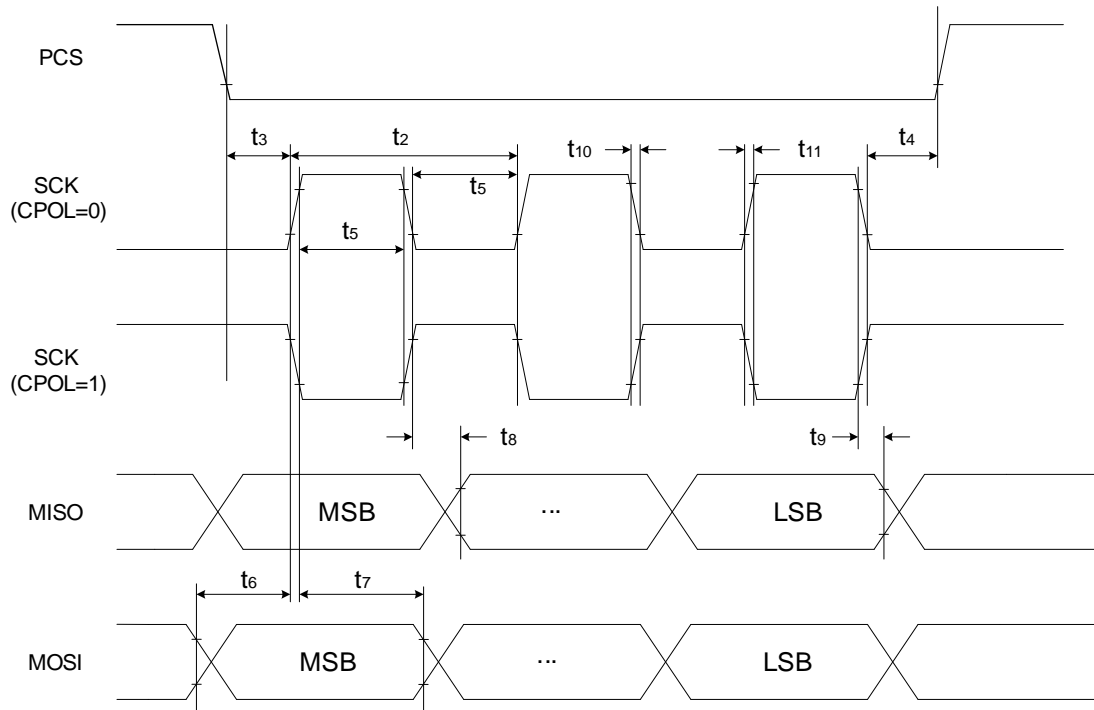 PCS
t3 t2 t10 t11 t4
SCK
(CPOL=0)
t5
t5
SCK
(CPOL=1)
t8 t9
MISO MSB ... LSB
t6 t7
MOSI MSB ... LSB